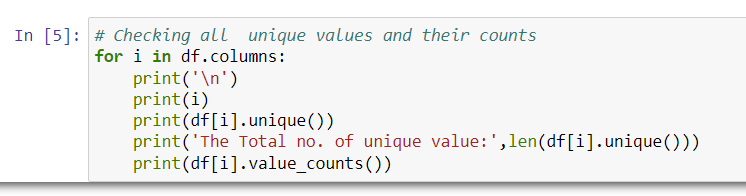 In [5]: # Checking all  unique values and their counts
for i in df.columns:
    print('\n')
    print(i)
    print(df[i].unique())
    print('The Total no. of unique value:',len(df[i].unique()))
    print(df[i].value_counts())